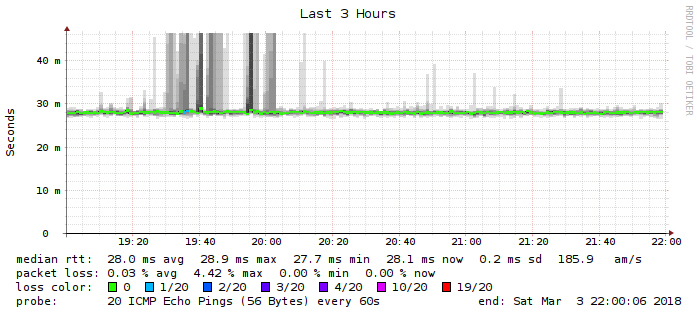 Last 3 Hours
RRDTOOL / TOBI OETIKER
Seconds
40 m
30 m
20 m
10 m
0
19:20 19:40 20:00 20:20 20:40 21:00 21:20 21:40 22:00
median rtt: 28.0 ms avg 28.9 ms max 27.7 ms min 28.1 ms now 0.2 ms sd 185.9 am/s
packet loss: 0.03 % avg 4.42 % max 0.00 % min 0.00 % now
loss color: 0 1/20 2/20 3/20 4/20 10/20 19/20
probe: 20 ICMP Echo Pings (56 Bytes) every 60s end: Sat Mar 3 22:00:06 2018